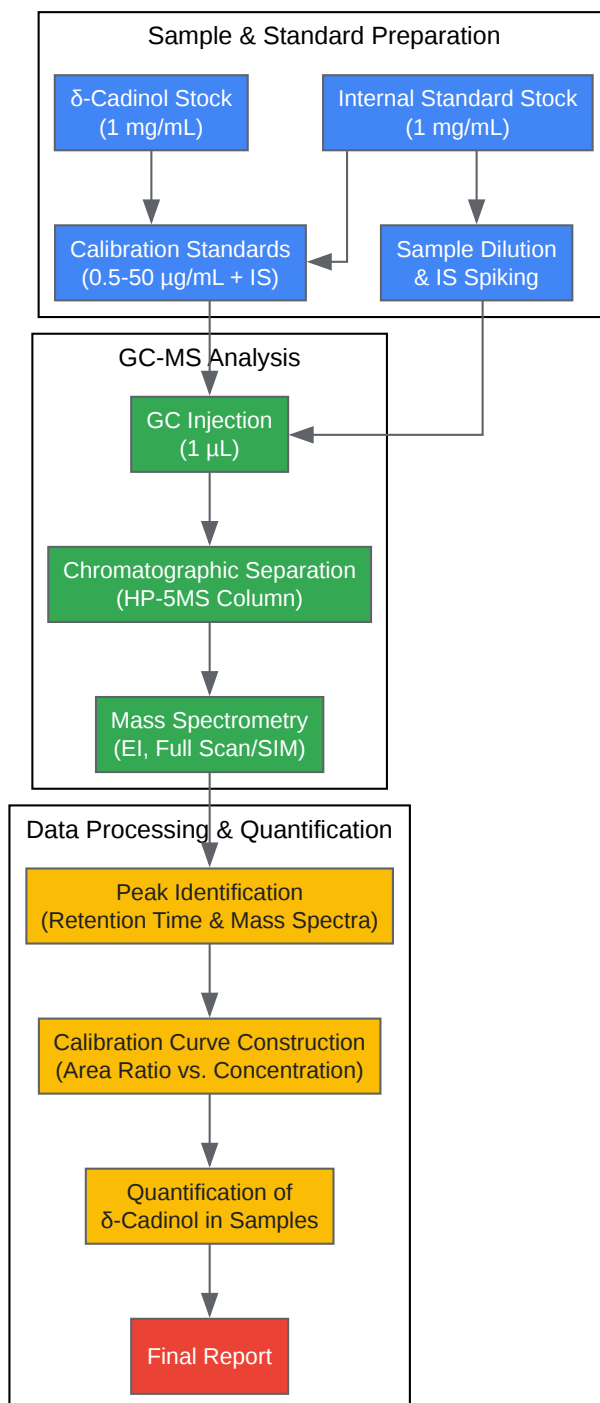 Sample & Standard Preparation
δ-Cadinol Stock
(1 mg/mL)
Internal Standard Stock
(1 mg/mL)
Calibration Standards
(0.5-50 µg/mL + IS)
Sample Dilution
& IS Spiking
GC-MS Analysis
GC Injection
(1 µL)
Chromatographic Separation
(HP-5MS Column)
Mass Spectrometry
(EI, Full Scan/SIM)
Data Processing & Quantification
Peak Identification
(Retention Time & Mass Spectra)
Calibration Curve Construction
(Area Ratio vs. Concentration)
Quantification of
δ-Cadinol in Samples
Final Report